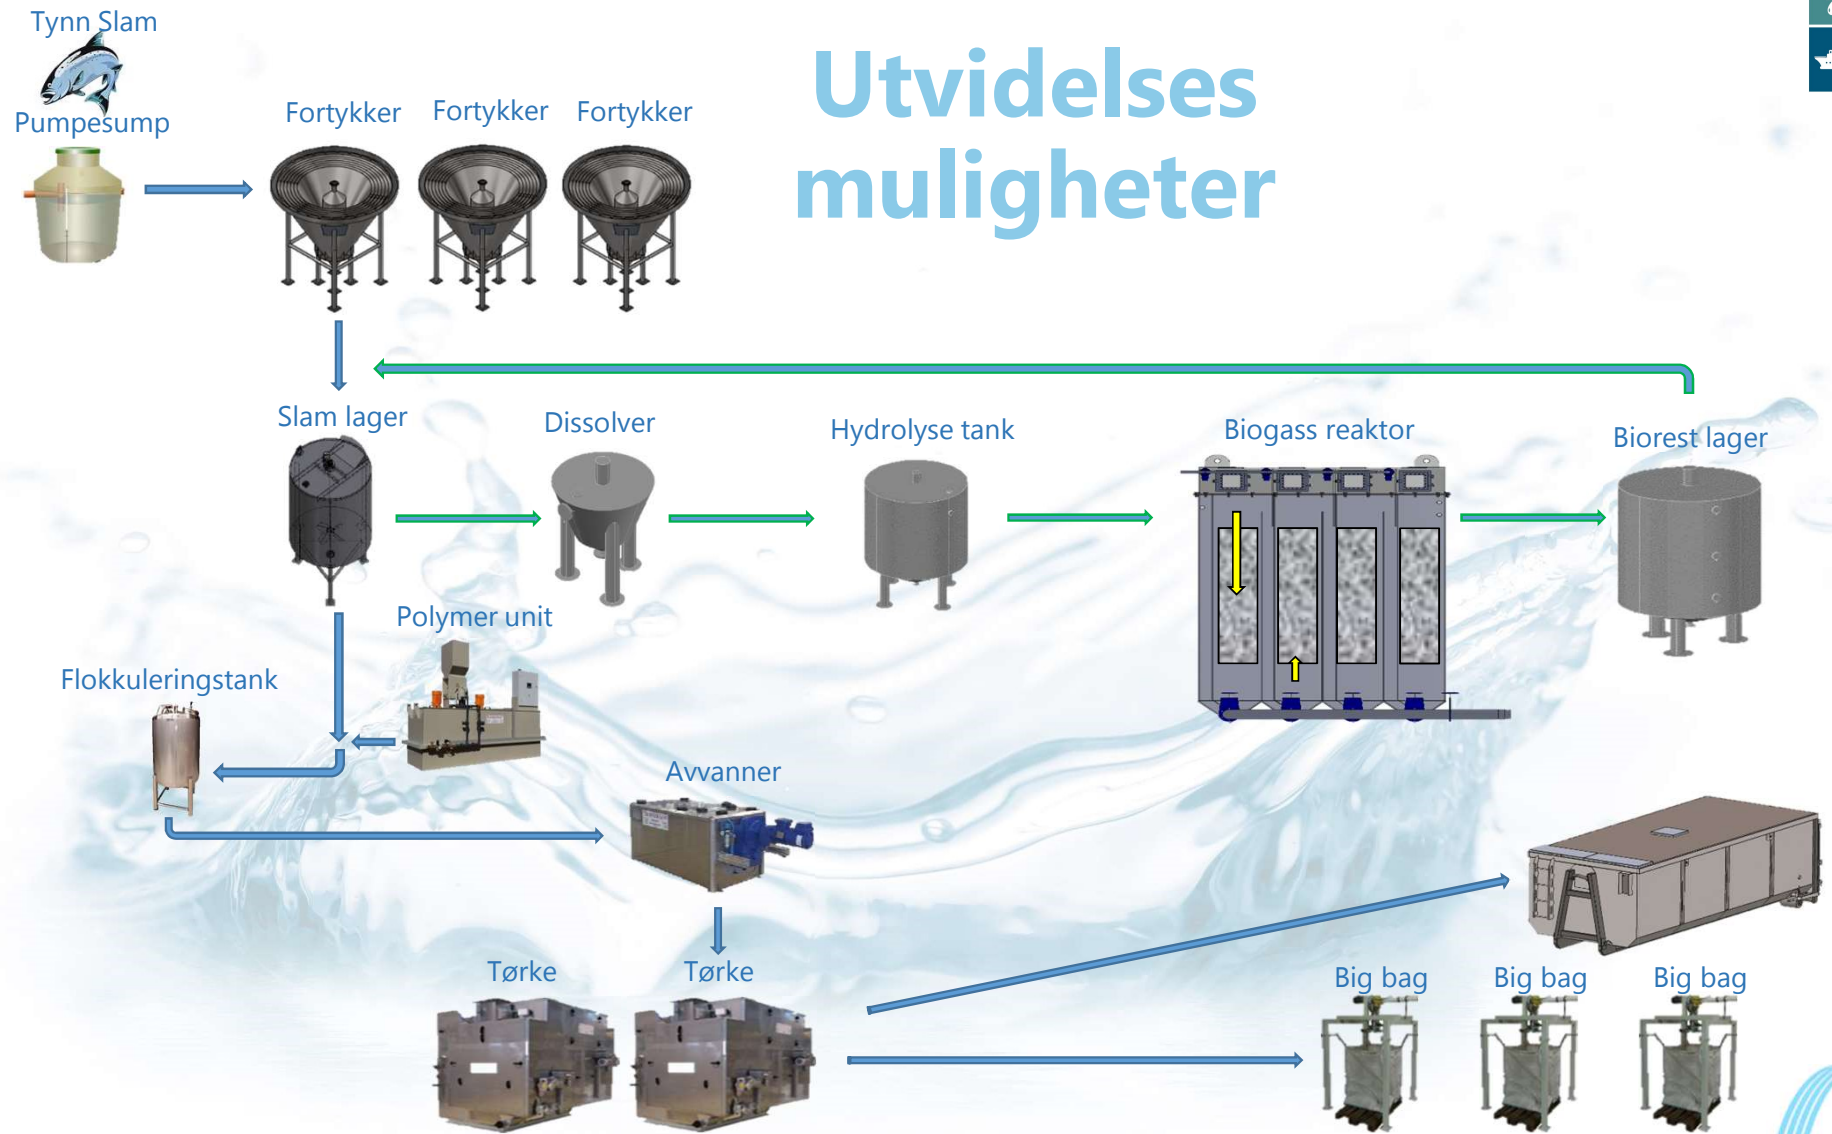 Tynn Slam
Pumpesump
Utvidelses
muligheter
Fortykker
Fortykker
Fortykker
Slam lager
Dissolver
Hydrolyse tank
Biogass reaktor
Biorest lager
Polymer unit
Flokkuleringstank
Avvanner
Tørke
Tørke
Big bag
Big bag
Big bag